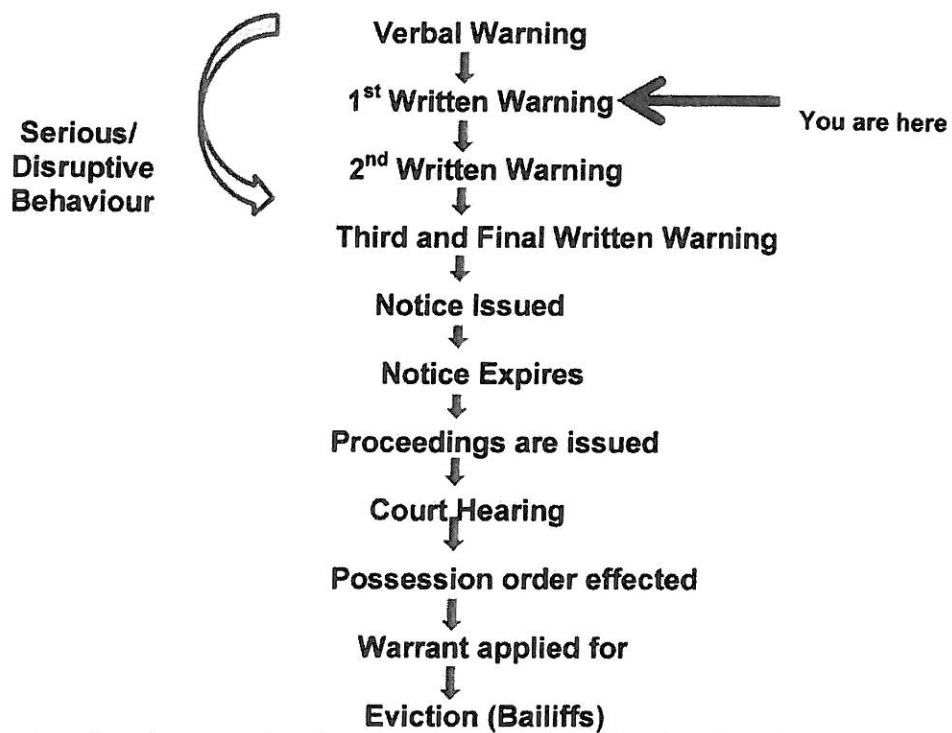 Verbal Warning
1st Written Warning
You are here
Serious/
Disruptive
Behaviour
2nd Written Warning
Third and Final Written Warning
Notice Issued
Notice Expires
Proceedings are issued
Court Hearing
Possession order effected
Warrant applied for
Eviction (Bailiffs)